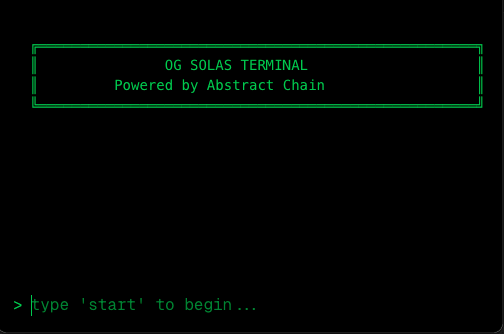 OG SOLAS TERMINAL
Powered by Abstract Chain
> type 'start' to begin...